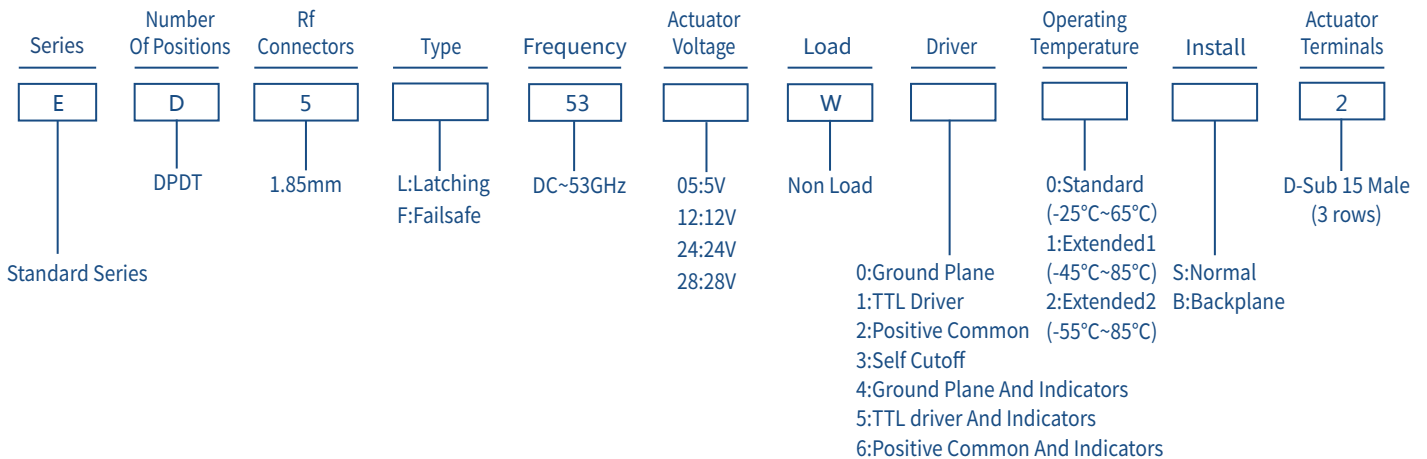 Series
Number
Of Positions
Rf
Connectors
Type
Frequency
Actuator
Voltage
Load
Driver
Operating
Temperature
Install
Actuator
Terminals
E
D
5
53
W
2
Standard Series
DPDT
1.85mm
L:Latching
F:Failsafe
DC~53GHz
05:5V
12:12V
24:24V
28:28V
Non Load
0:Ground Plane
1:TTL Driver
2:Positive Common
3:Self Cutoff
4:Ground Plane And Indicators
5:TTL driver And Indicators
6:Positive Common And Indicators
0:Standard
(-25°C~65°C)
1:Extended1
(-45°C~85°C)
2:Extended2
(-55°C~85°C)
S:Normal
B:Backplane
D-Sub 15 Male
(3 rows)